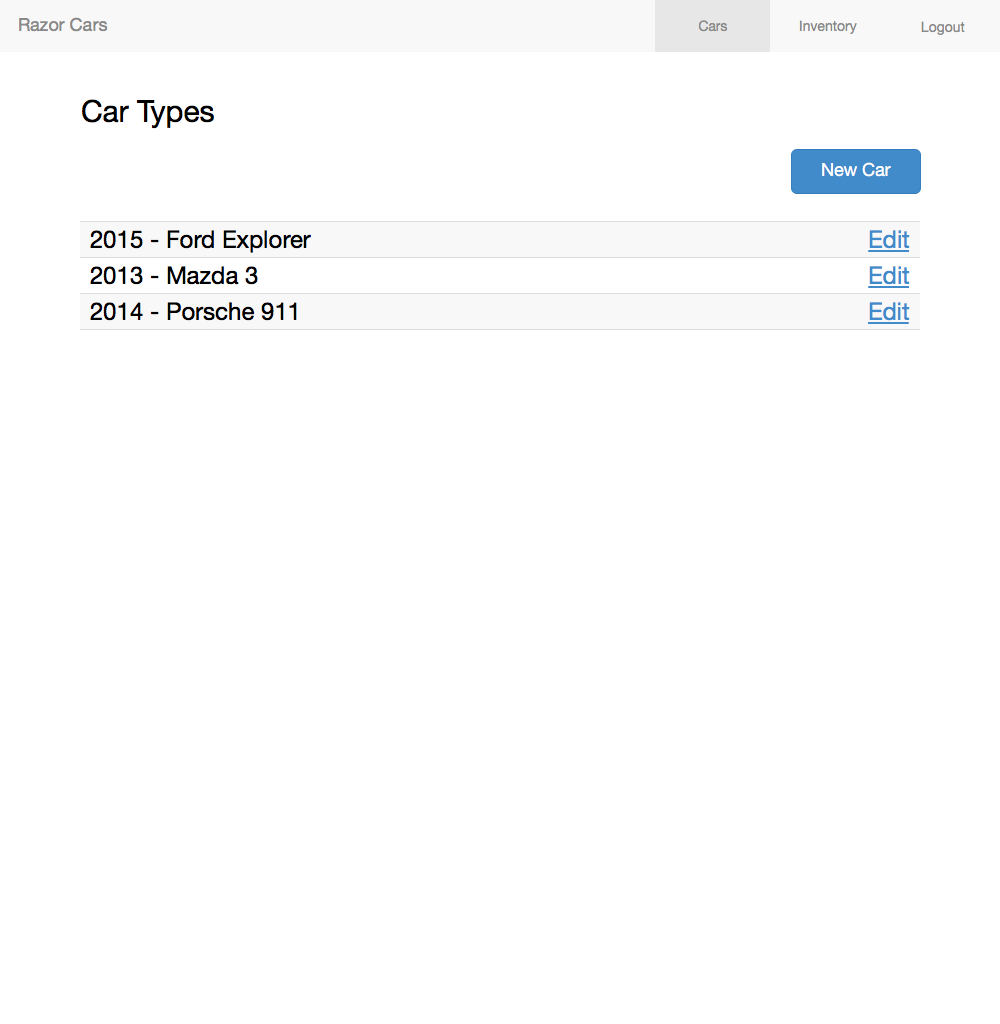 Razor Cars
Cars
Inventory
Logout
Car Types
New Car
2015 - Ford Explorer Edit
2013 - Mazda 3 Edit
2014 - Porsche 911 Edit